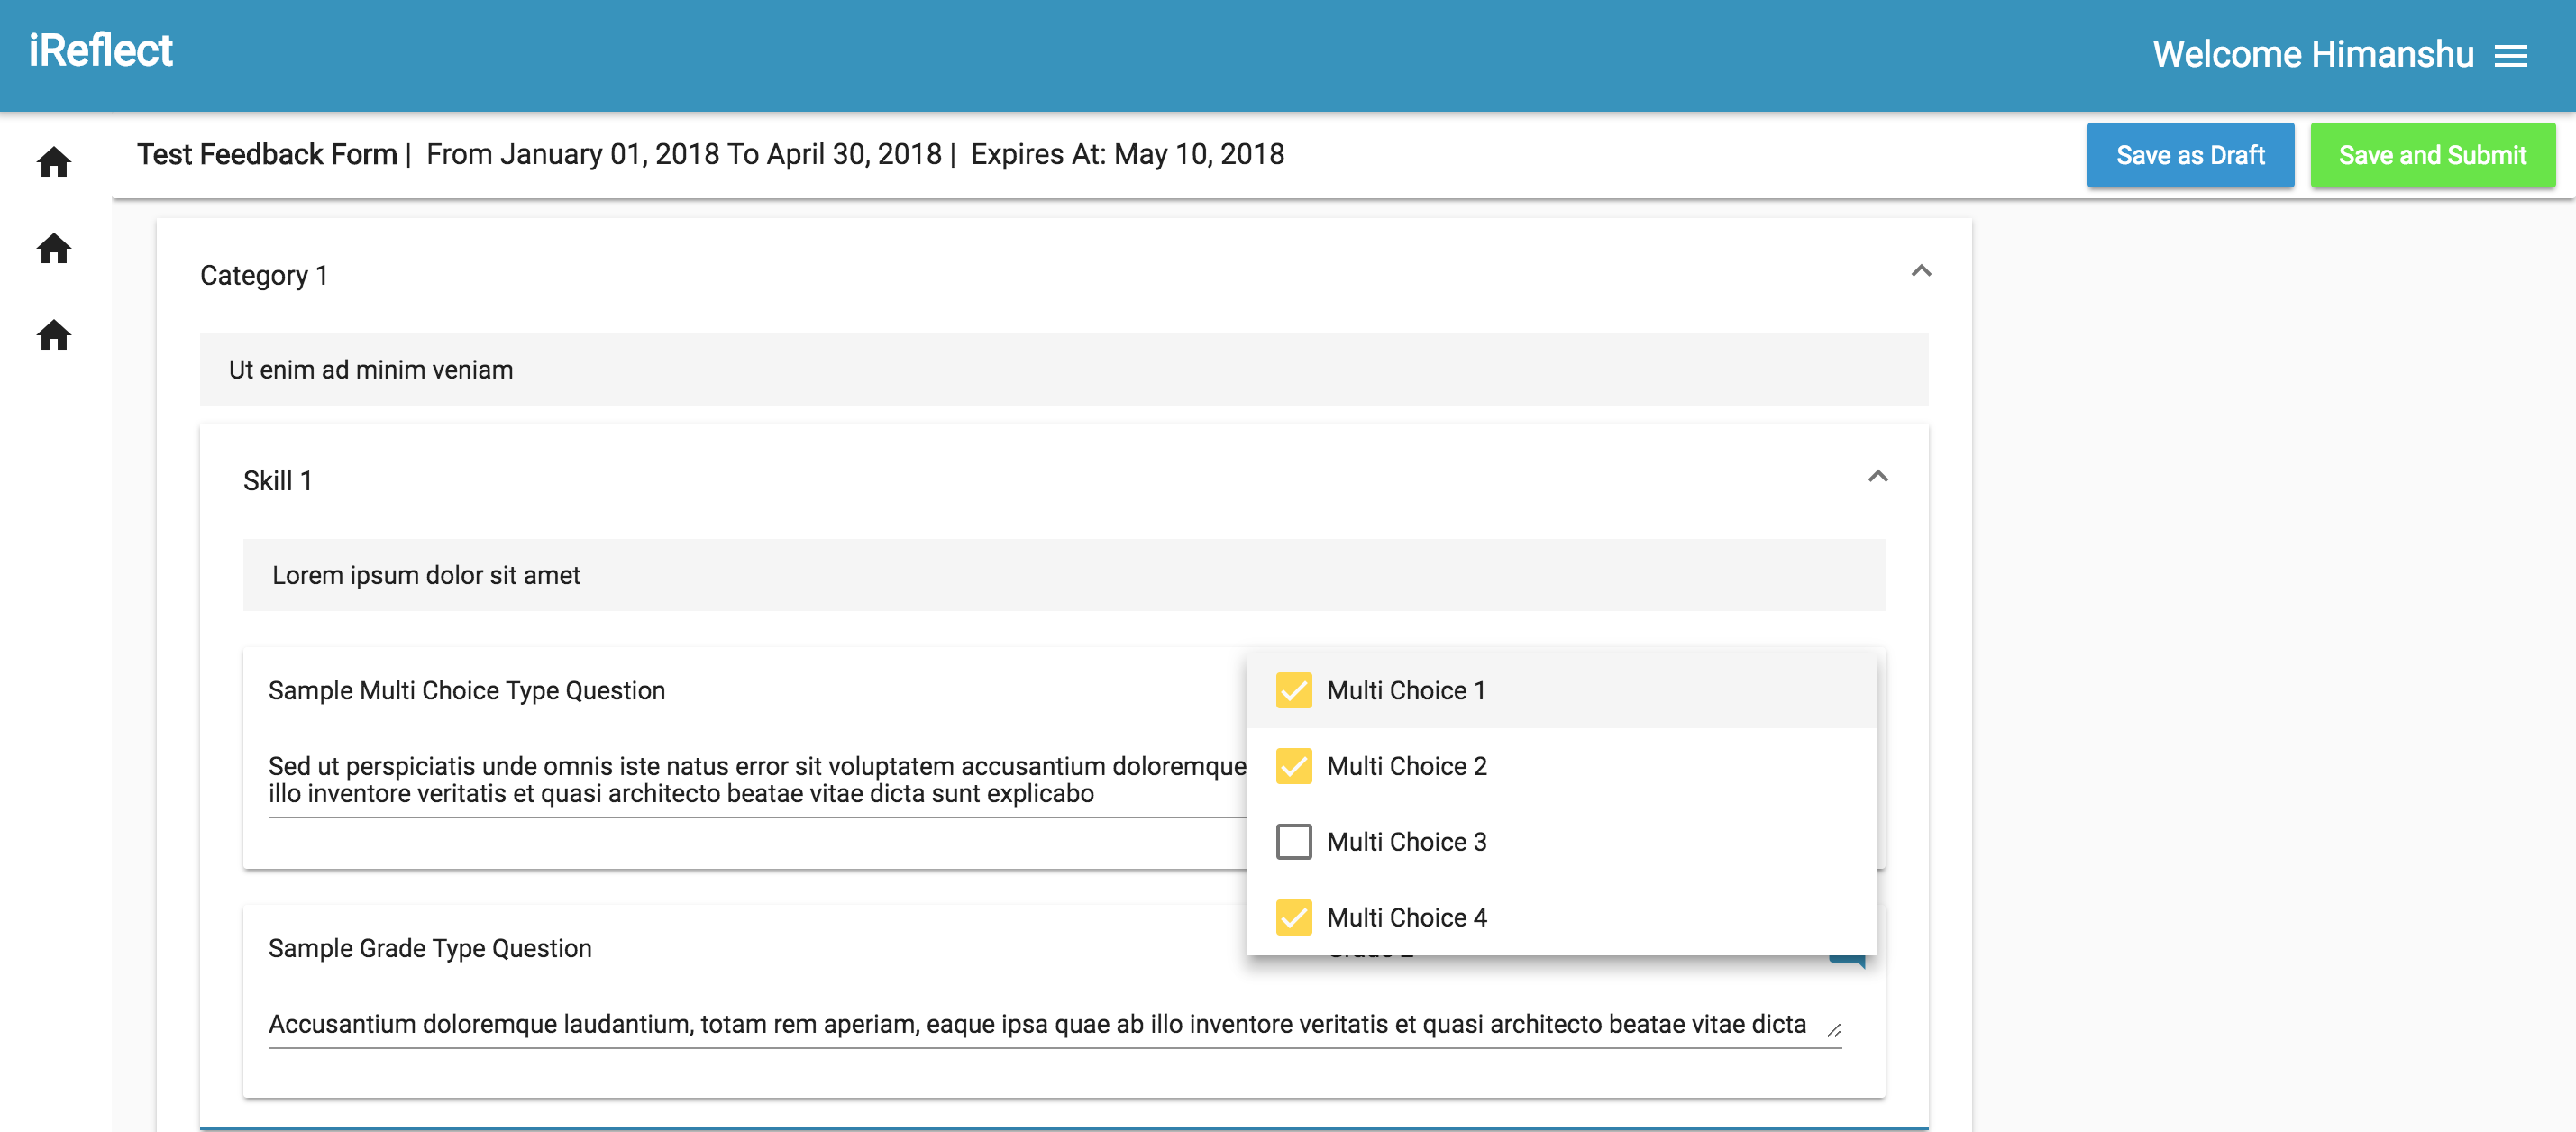 iReflect
Welcome Himanshu
Test Feedback Form | From January 01, 2018 To April 30, 2018 | Expires At: May 10, 2018
Save as Draft
Save and Submit
Category 1
Ut enim ad minim veniam
Skill 1
Lorem ipsum dolor sit amet
Sample Multi Choice Type Question
Multi Choice 1
Sed ut perspiciatis unde omnis iste natus error sit voluptatem accusantium doloremque
illo inventore veritatis et quasi architecto beatae vitae dicta sunt explicabo
Multi Choice 2
Multi Choice 3
Multi Choice 4
Sample Grade Type Question
Accusantium doloremque laudantium, totam rem aperiam, eaque ipsa quae ab illo inventore veritatis et quasi architecto beatae vitae dicta